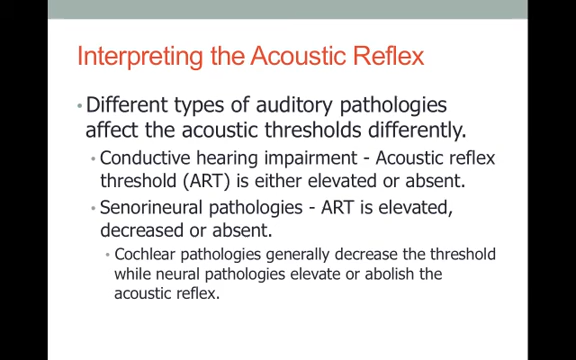 Interpreting the Acoustic Reflex
• Different types of auditory pathologies
affect the acoustic thresholds differently.
• Conductive hearing impairment - Acoustic reflex
threshold (ART) is either elevated or absent.
• Senorineural pathologies - ART is elevated,
decreased or absent.
• Cochlear pathologies generally decrease the threshold
while neural pathologies elevate or abolish the
acoustic reflex.